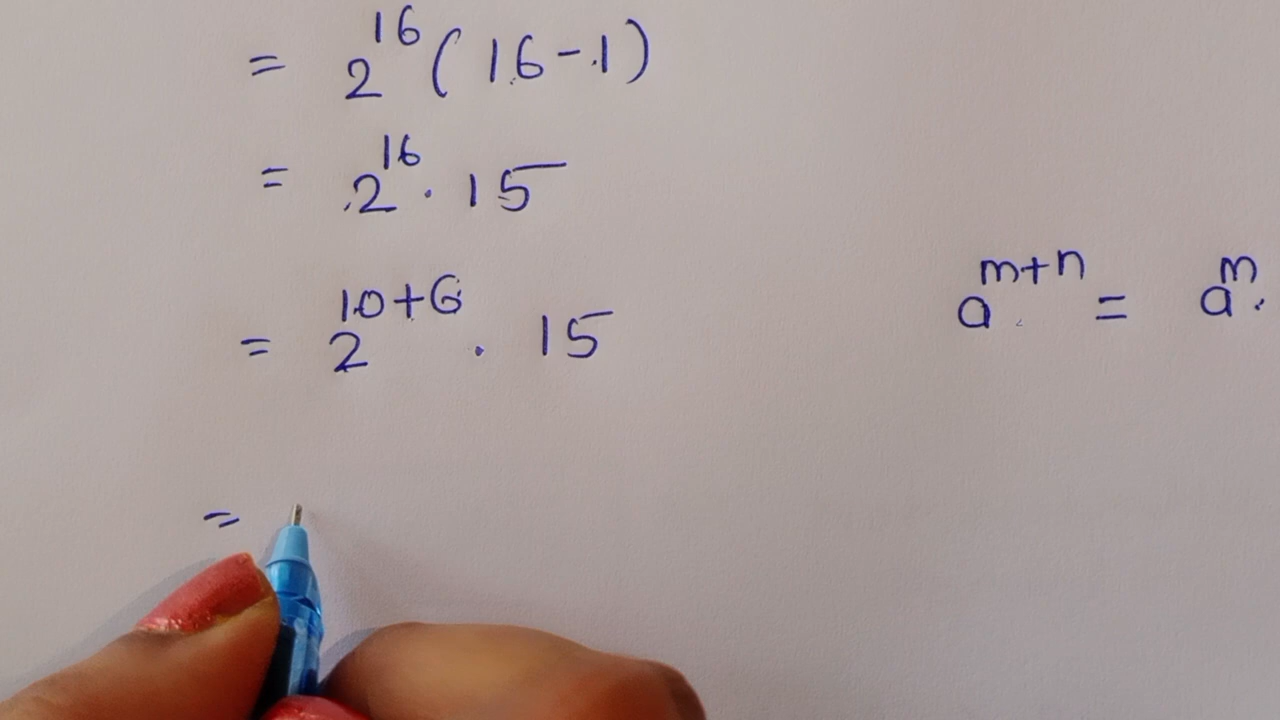 = 2^16 (16-1)
= 2^16 · 15
= 2^10+6 · 15
a^m+n = a^m ·
=